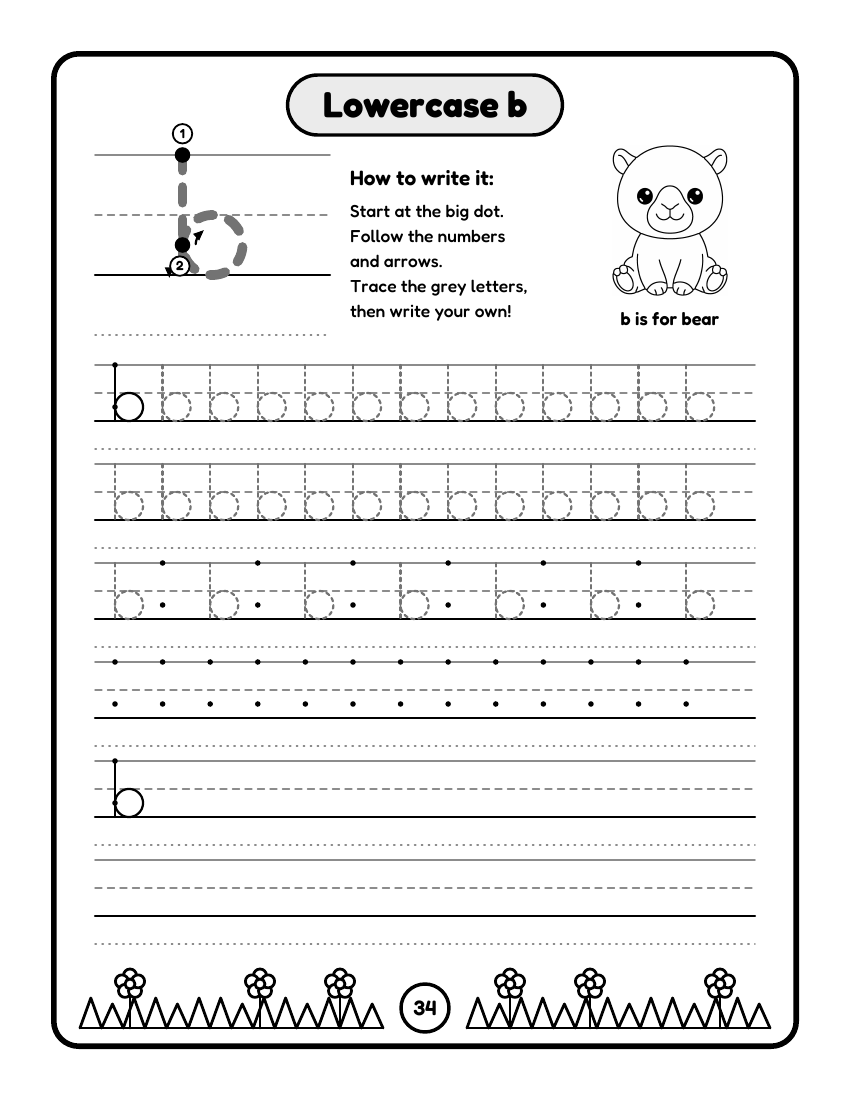 Lowercase b
1
2
b
How to write it:
Start at the big dot.
Follow the numbers
and arrows.
Trace the grey letters,
then write your own!
b is for bear
b b b b b b b b b b b b b
b b b b b b b b b b b b b
b b b b b b b
b
34